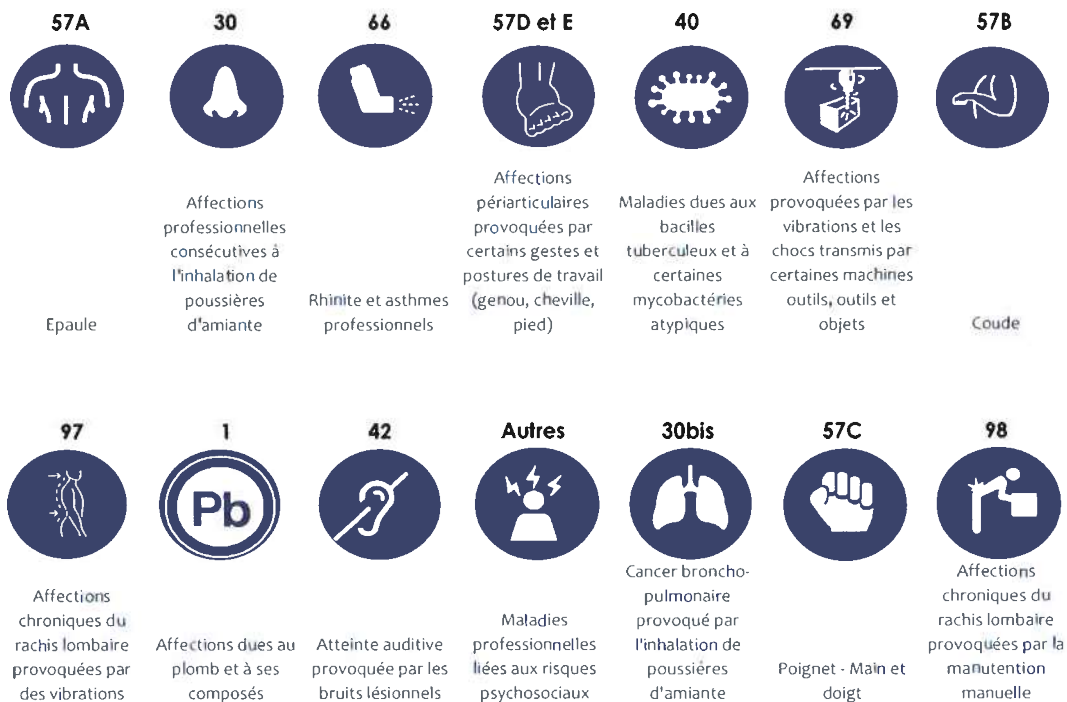 57A
30
66
57D et E
40
69
57B
Epaule
Affections
professionnelles
consécutives à
l'inhalation de
poussières
d'amiante
Rhinite et asthmes
professionnels
Affections
périarticulaires
provoquées par
certains gestes et
postures de travail
(genou, cheville,
pied)
Maladies dues aux
bacilles
tuberculeux et à
certaines
mycobactéries
atypiques
Affections
provoquées par les
vibrations et les
chocs transmis par
certaines machines
outils, outils et
objets
Coude
97
1
42
Autres
30bis
57C
98
Pb
Affections
chroniques du
rachis lombaire
provoquées par
des vibrations
Affections dues au
plomb et à ses
composés
Atteinte auditive
provoquée par les
bruits lésionnels
Maladies
professionnelles
liées aux risques
psychosociaux
Cancer broncho-
pulmonaire
provoqué par
l'inhalation de
poussières
d'amiante
Poignet - Main et
doigt
Affections
chroniques du
rachis lombaire
provoquées par la
manutention
manuelle